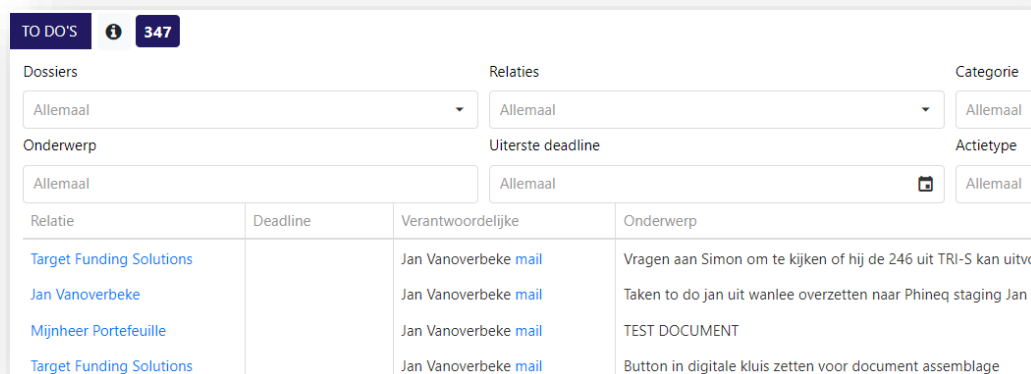 TO DO'S 347
Dossiers Relaties Categorie
Allemaal Allemaal Allemaal
Onderwerp Uiterste deadline Actietype
Allemaal Allemaal Allemaal
Relatie Deadline Verantwoordelijke Onderwerp
Target Funding Solutions Jan Vanoverbeke mail Vragen aan Simon om te kijken of hij de 246 uit TRI-S kan
Jan Vanoverbeke Jan Vanoverbeke mail Taken to do jan uit wanlee overzetten naar Phineq staging Jan
Mijnheer Portefeuille Jan Vanoverbeke mail TEST DOCUMENT
Target Funding Solutions Jan Vanoverbeke mail Button in digitale kluis zetten voor document assemblage